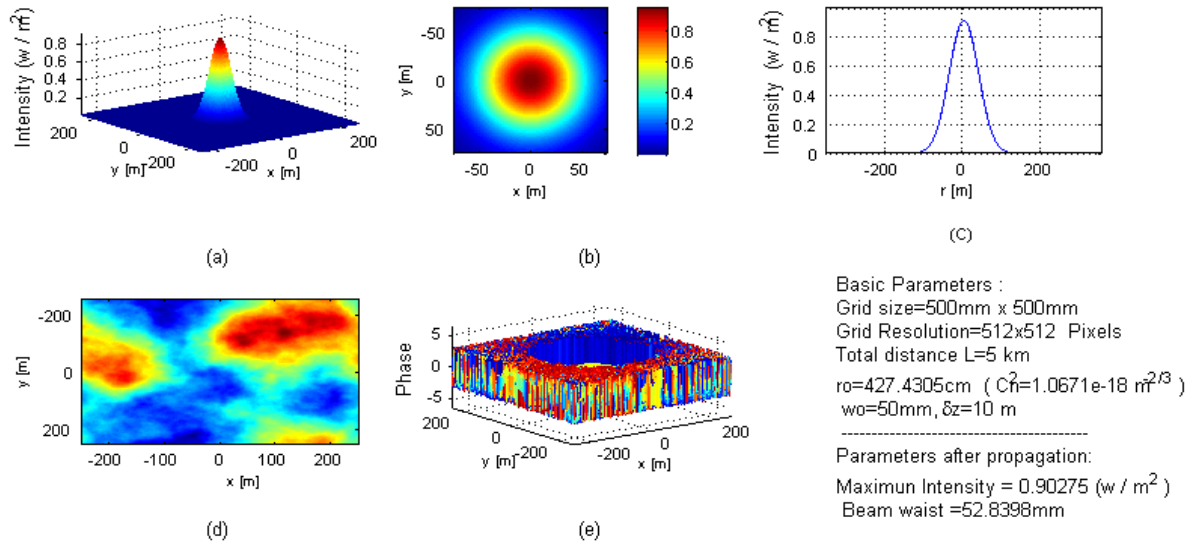 Intensity (w / m²)
0.8
0.6
0.4
0.2
200
0
-200
y [m]
-200
0
200
x [m]
(a)
y [m]
-50
0
50
-50
0
50
x [m]
0.8
0.6
0.4
0.2
(b)
Intensity (w / m²)
0.8
0.6
0.4
0.2
0
-200
0
200
r [m]
(C)
y [m]
-200
0
200
-200
-100
0
100
200
x [m]
(d)
Phase
5
0
-5
200
0
-200
y [m]
-200
0
200
x [m]
(e)
Basic Parameters :
Grid size=500mm x 500mm
Grid Resolution=512x512 Pixels
Total distance L=5 km
ro=427.4305cm ( Cn²=1.0671e-18 m^2/3 )
wo=50mm, δz=10 m
-----------------------------------------
Parameters after propagation:
Maximun Intensity = 0.90275 (w / m² )
Beam waist =52.8398mm